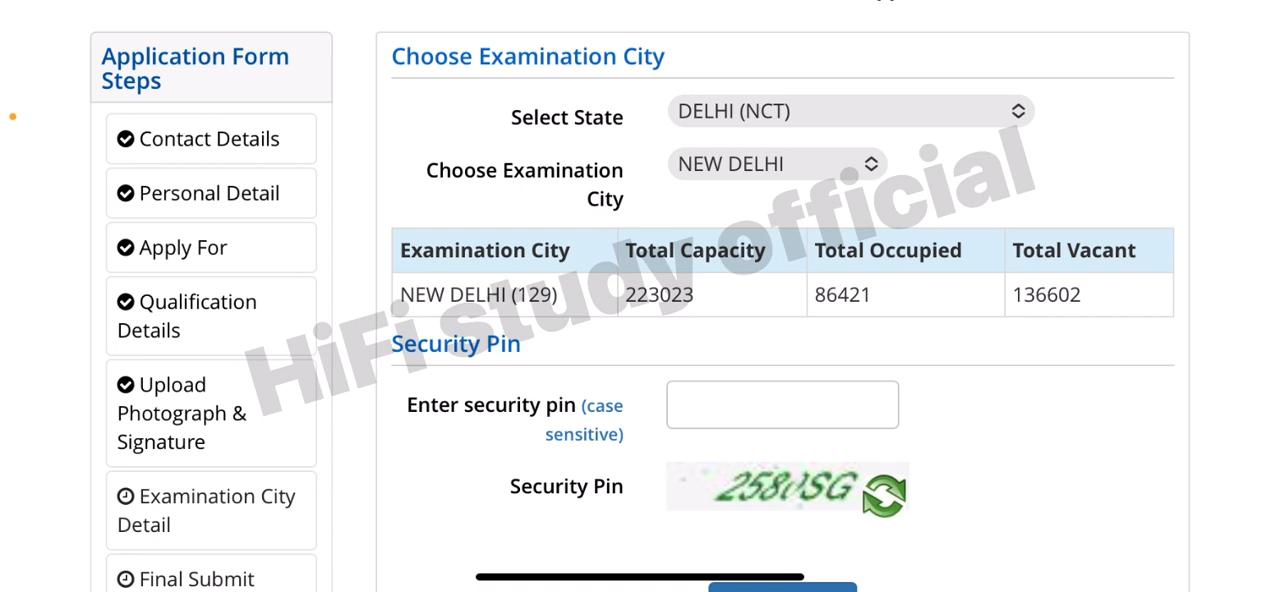 Application Form
Steps
Contact Details
Personal Detail
Apply For
Qualification
Details
Upload
Photograph &
Signature
Examination City
Detail
Final Submit
Choose Examination City
Select State
DELHI (NCT)
Choose Examination
City
NEW DELHI
Examination City Total Capacity Total Occupied Total Vacant
NEW DELHI (129) 223023 86421 136602
Security Pin
Enter security pin (case
sensitive)
Security Pin
HiFi study official